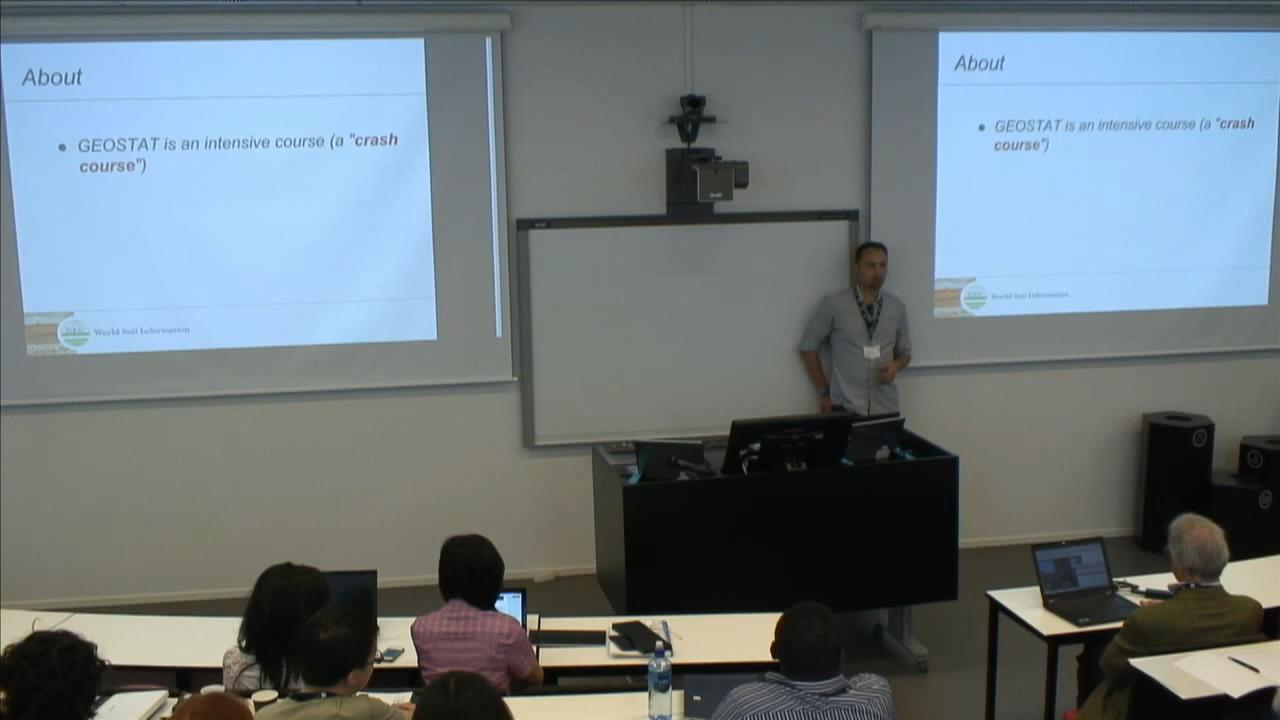 About
• GEOSTAT is an intensive course (a "crash
course")
World Soil Information
About
• GEOSTAT is an intensive course (a "crash
course")
World Soil Information